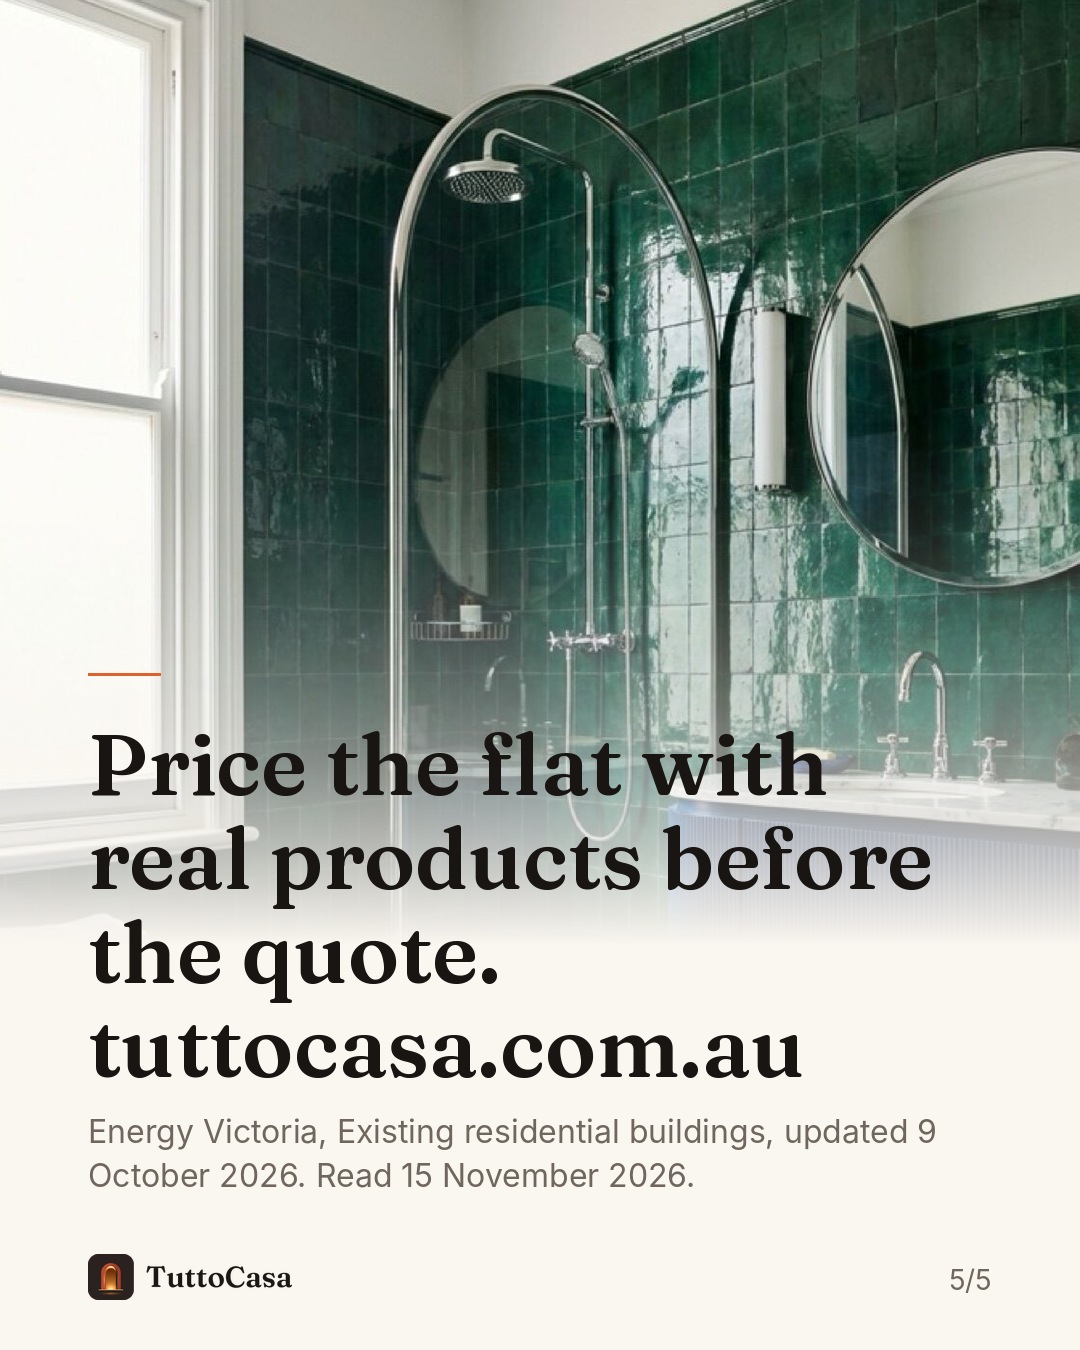 Price the flat with
real products before
the quote.
tuttocasa.com.au
Energy Victoria, Existing residential buildings, updated 9
October 2026. Read 15 November 2026.
TuttoCasa
5/5